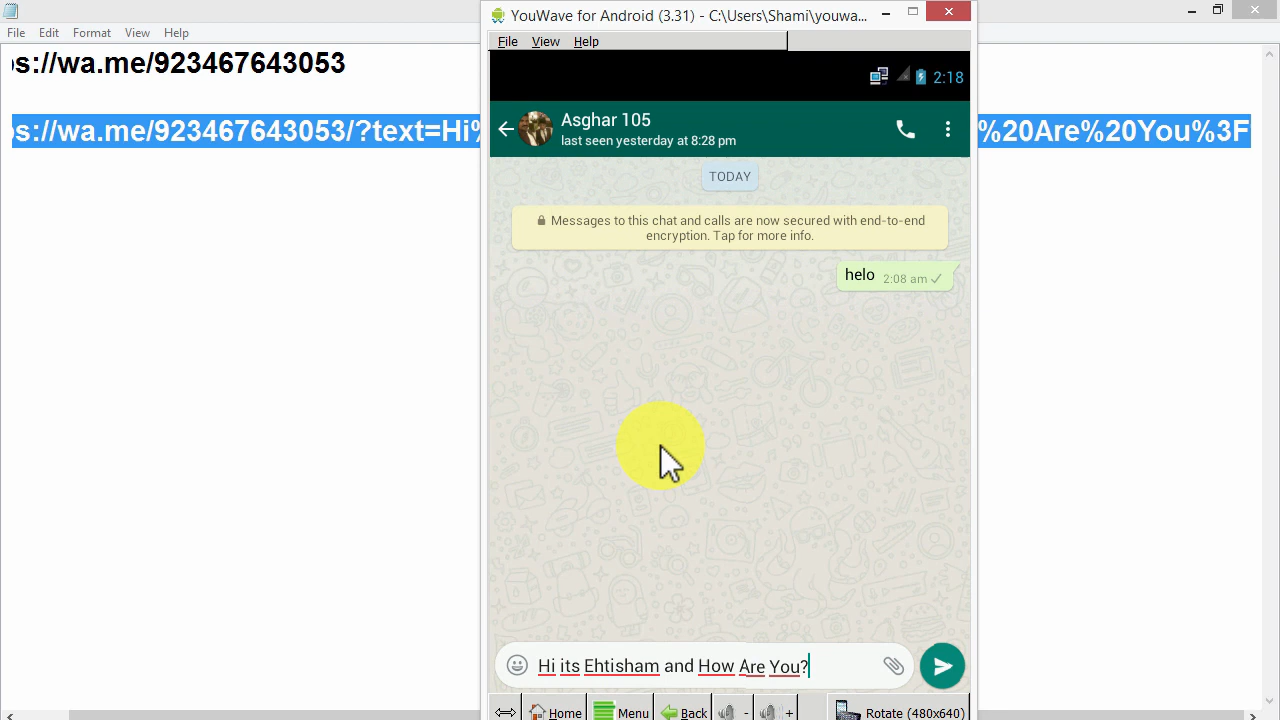 YouWave for Android (3.31) - C:\Users\Shami\youwa...
File Edit Format View Help
File View Help
ps://wa.me/923467643053
2:18
Asghar 105
last seen yesterday at 8:28 pm
ps://wa.me/923467643053/?text=Hi% %20Are%20You%3F
TODAY
Messages to this chat and calls are now secured with end-to-end
encryption. Tap for more info.
helo 2:08 am
Hi its Ehtisham and How Are You?
Home Menu Back - + Rotate (480x640)